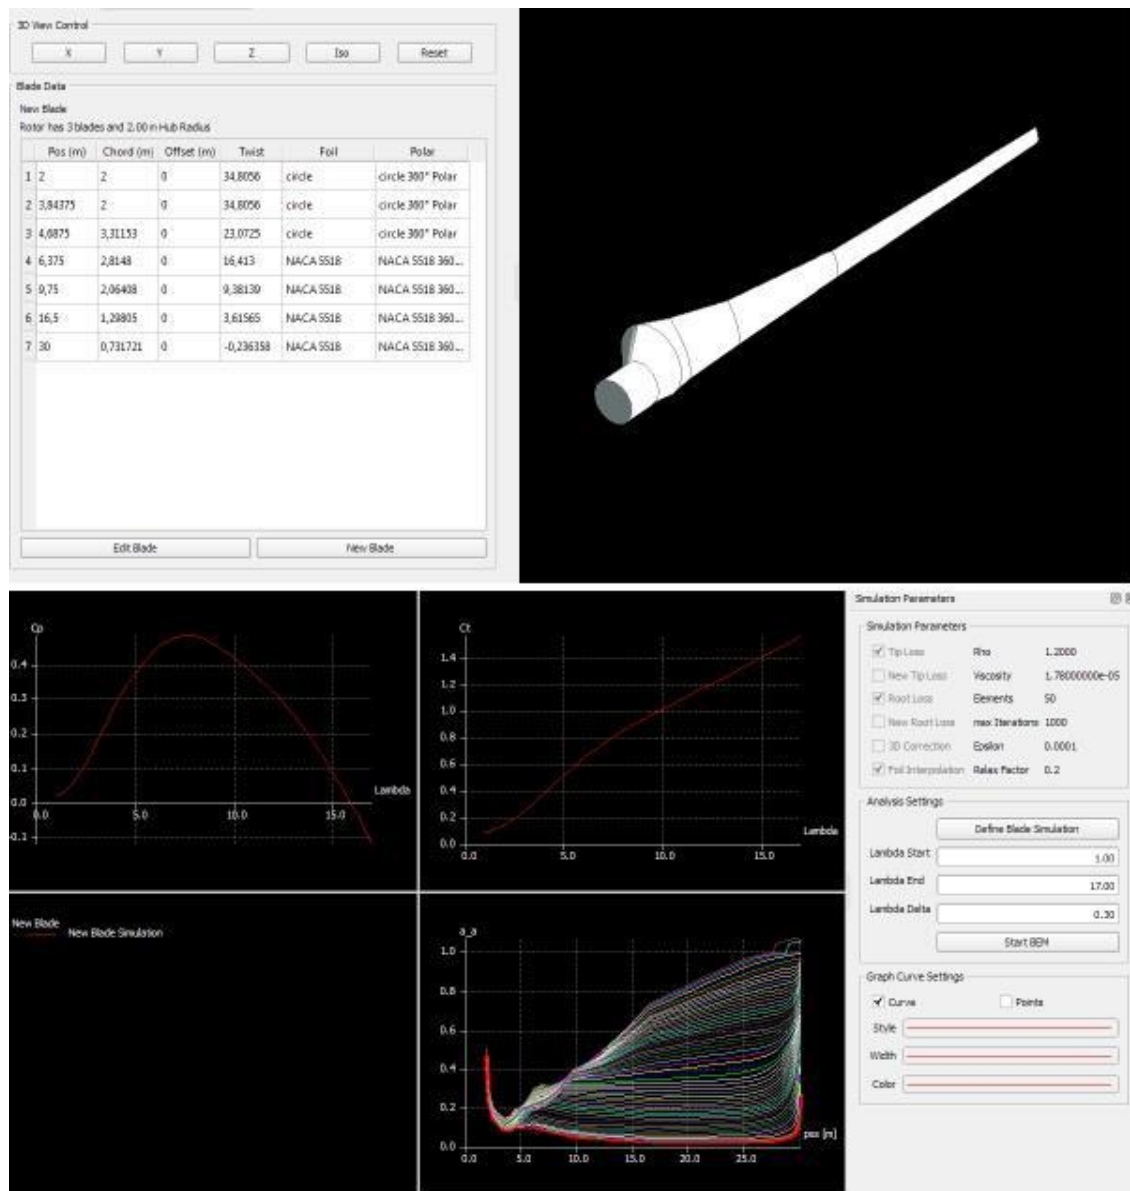 3D View Control
X Y Z Iso Reset
Blade Data
New Blade
Rotor has 3 blades and 2.00 m Hub Radius
Pos (m) Chord (m) Offset (m) Twist Foil Polar
1 2 2 0 34,8056 circle circle 360° Polar
2 3,84375 2 0 34,8056 circle circle 360° Polar
3 4,6875 3,31153 0 23,0725 circle circle 360° Polar
4 6,375 2,8148 0 16,413 NACA 5518 NACA 5518 360...
5 9,75 2,06408 0 9,38139 NACA 5518 NACA 5518 360...
6 16,5 1,29805 0 3,61565 NACA 5518 NACA 5518 360...
7 30 0,731721 0 -0,236358 NACA 5518 NACA 5518 360...
Edit Blade New Blade
Cp
0.4
0.3
0.2
0.1
0.0
0.1
Lambda
0.0 5.0 10.0 15.0
Ct
1.4
1.2
1.0
0.8
0.6
0.4
0.2
0.0
Lambda
0.0 5.0 10.0 15.0
New Blade
New Blade Simulation
a_a
1.0
0.8
0.6
0.4
0.2
0.0
pos [m]
0.0 5.0 10.0 15.0 20.0 25.0
Simulation Parameters
Simulation Parameters
Tip Loss Rho 1.2000
New Tip Loss Viscosity 1.78000000e-05
Root Loss Elements 50
New Root Loss max Iterations 1000
3D Correction Epsilon 0.0001
Foil Interpolation Relax Factor 0.2
Analysis Settings
Define Blade Simulation
Lambda Start 1.00
Lambda End 17.00
Lambda Delta 0.30
Start BEM
Graph Curve Settings
Curve Points
Style
Width
Color